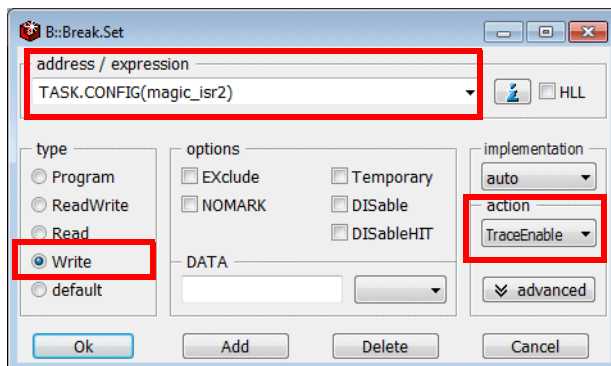 B::Break.Set
address / expression
TASK.CONFIG(magic_isr2)
i HLL
type options implementation
Program EXclude Temporary auto
ReadWrite NOMARK DISable action
Read DISableHIT TraceEnable
Write DATA
default advanced
Ok Add Delete Cancel